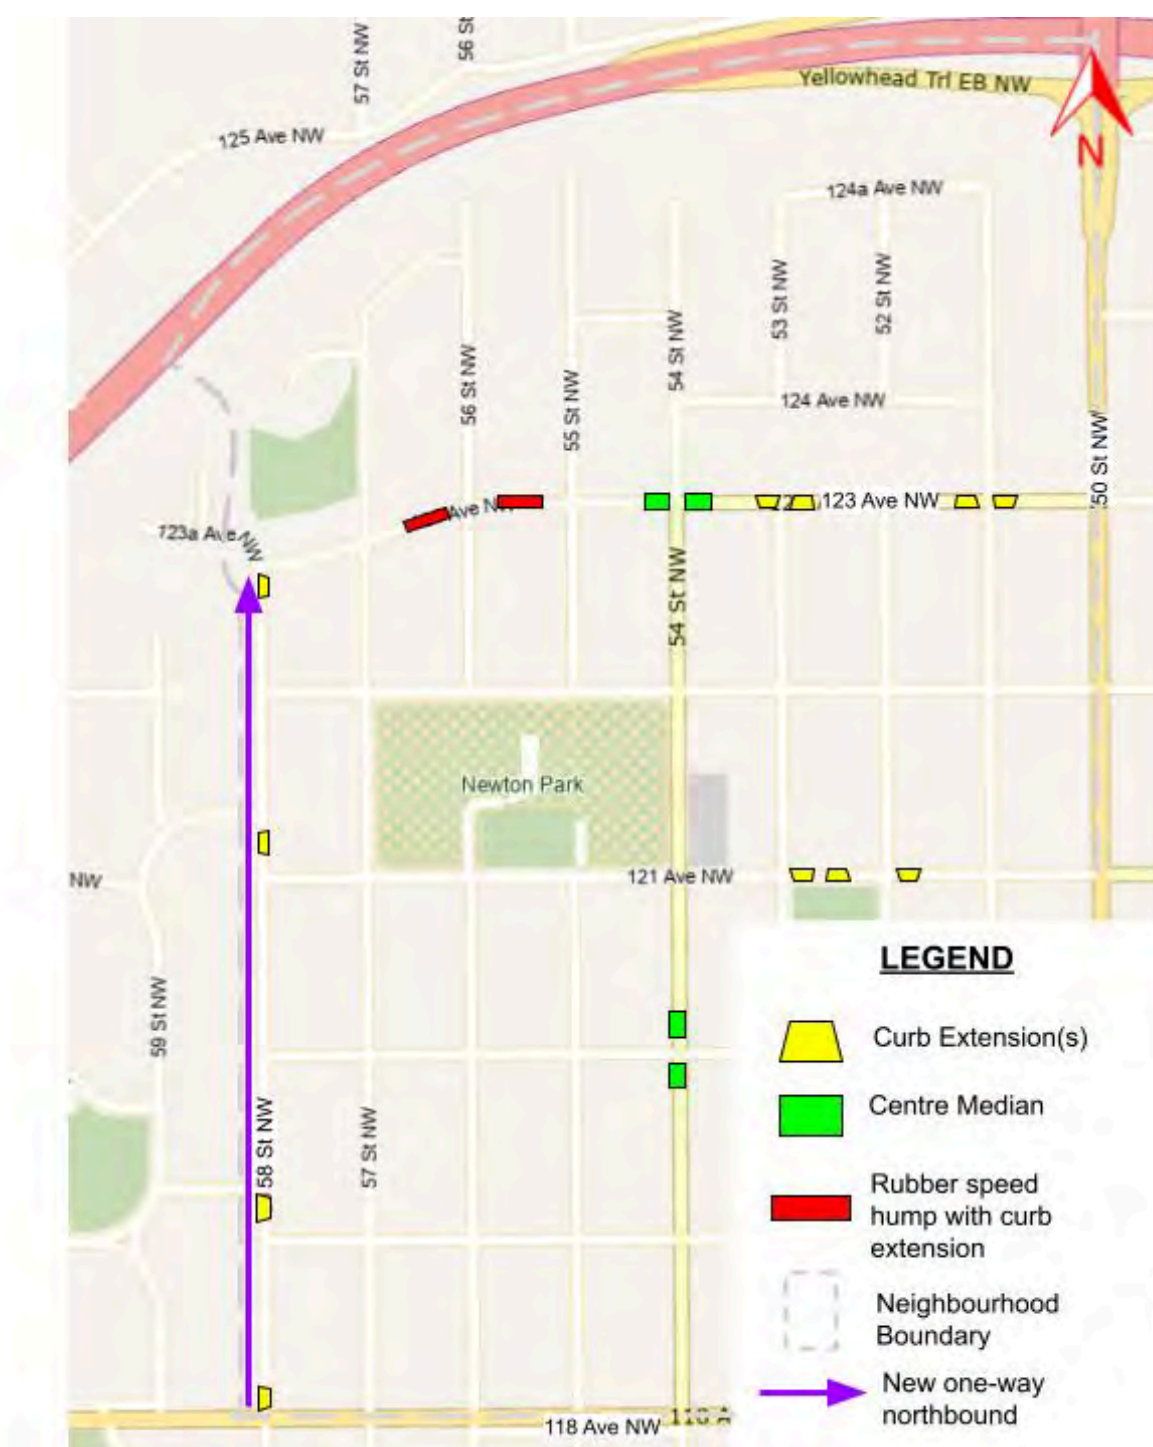 57 St NW
56 St
Yellowhead Trl EB NW
125 Ave NW
N
124a Ave NW
53 St NW
52 St NW
54 St NW
56 St NW
55 St NW
124 Ave NW
50 St NW
123 Ave NW
Ave N
123a Ave
NW
54 St NW
Newton Park
121 Ave NW
NW
LEGEND
59 St NW
Curb Extension(s)
Centre Median
58 St NW
57 St NW
Rubber speed
hump with curb
extension
Neighbourhood
Boundary
New one-way
northbound
118 Ave NW